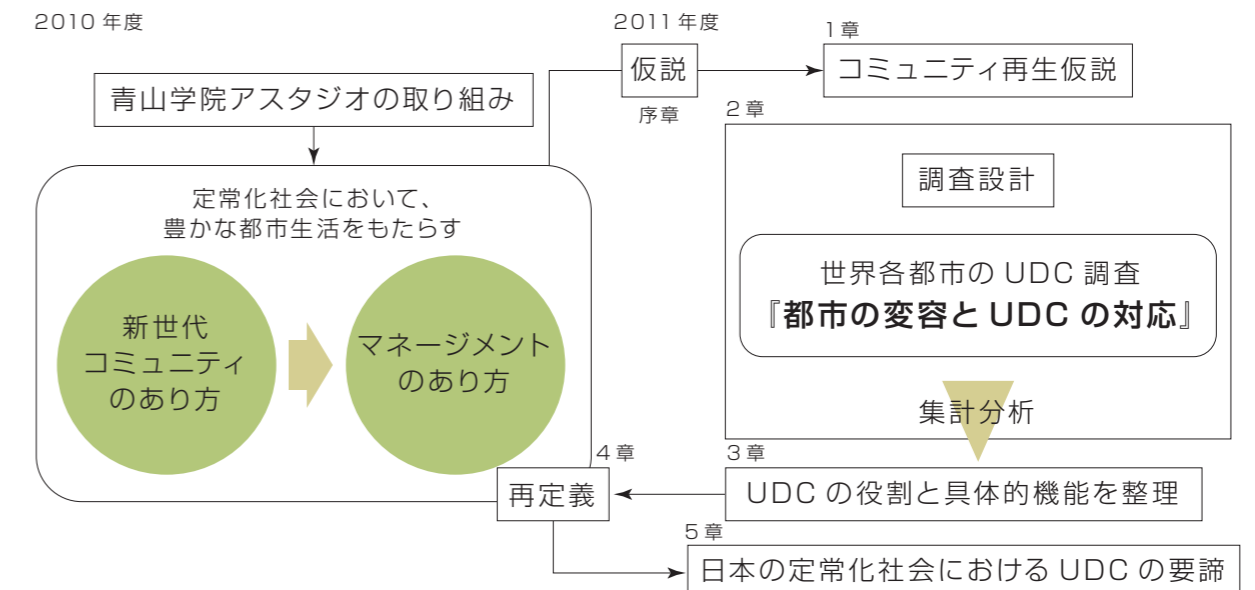 2010 年度
青山学院アスタジオの取り組み
定常化社会において、
豊かな都市生活をもたらす
新世代
コミュニティ
のあり方
マネージメント
のあり方
2011 年度
仮説
序章
1 章
コミュニティ再生仮説
2 章
調査設計
世界各都市の UDC 調査
『都市の変容と UDC の対応』
集計分析
3 章
UDC の役割と具体的機能を整理
4 章
再定義
5 章
日本の定常化社会における UDC の要諦